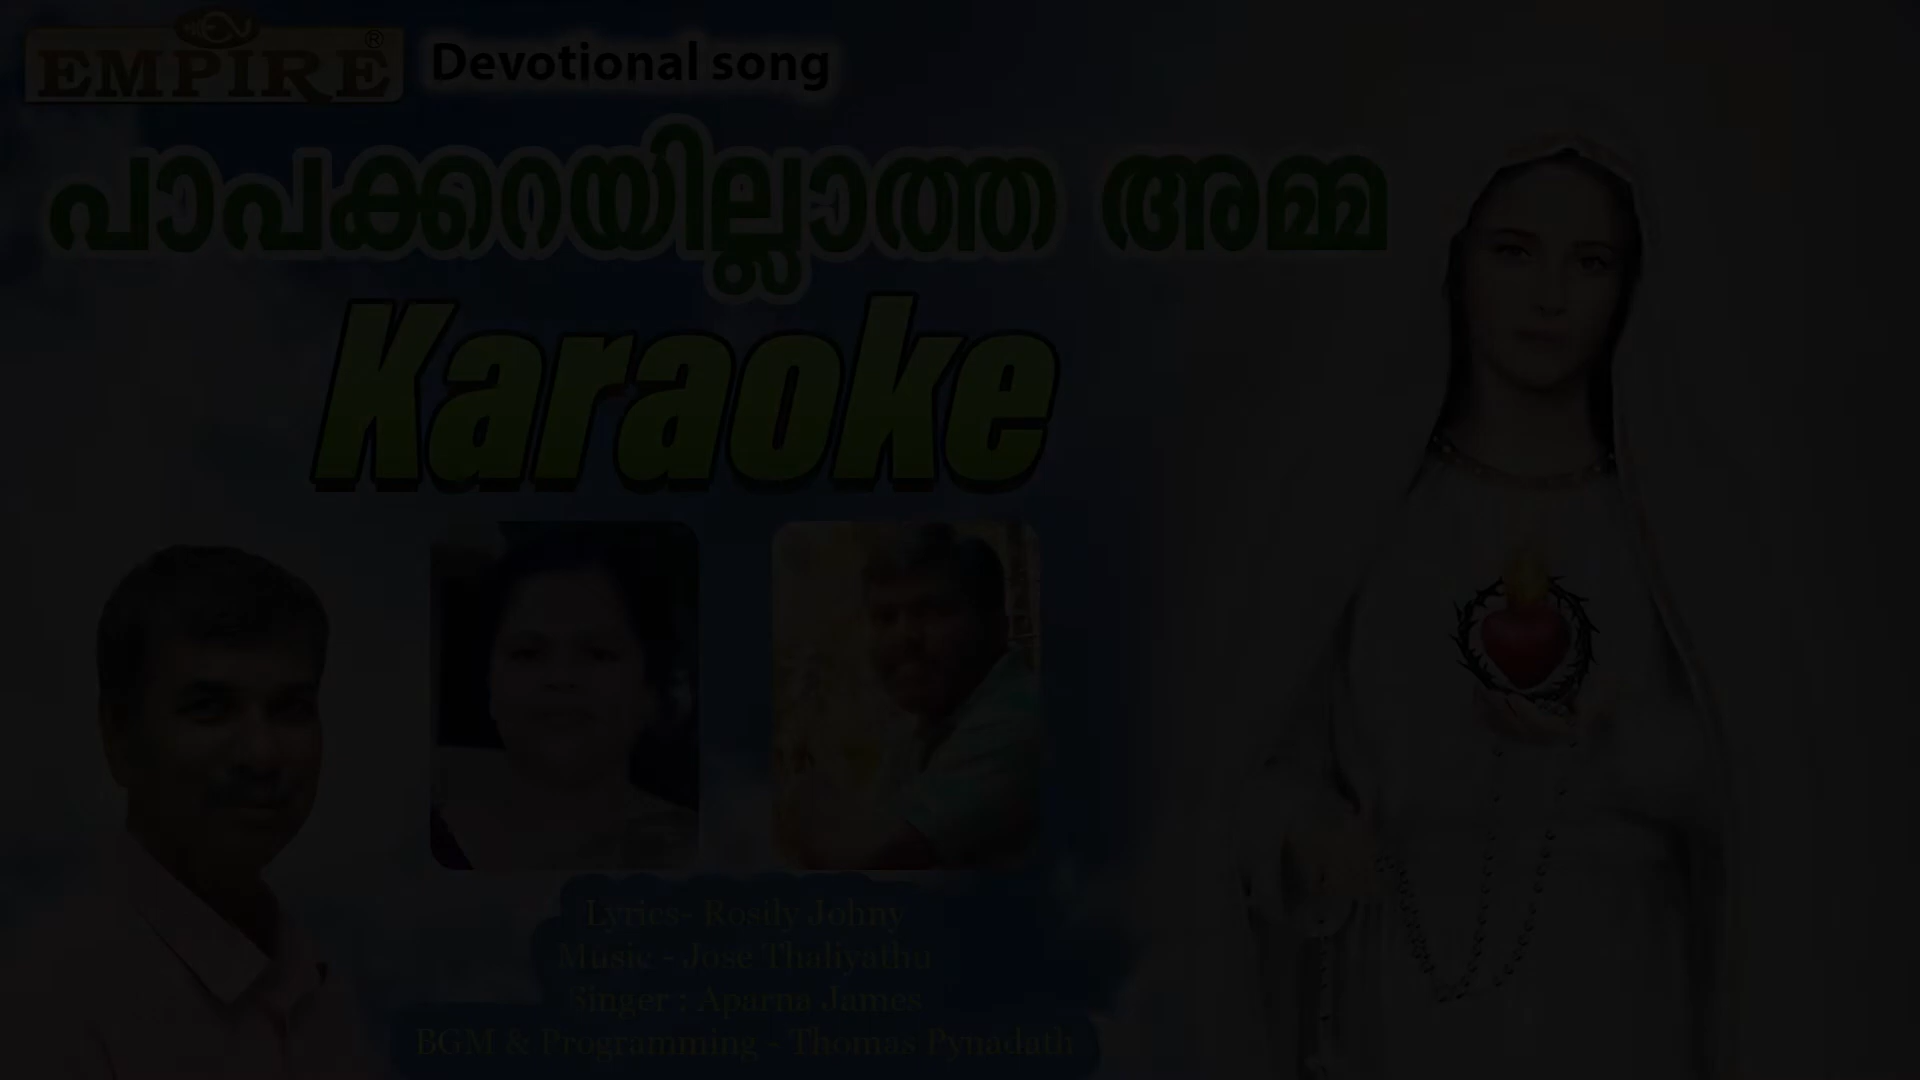 EMPIRE ®
Devotional song
പാപക്കറയില്ലാത്ത അമ്മ
Karaoke
Lyrics- Rosily Johny
Music - Jose Thaliyathu
Singer : Aparna James
BGM & Programming - Thomas Pynaduth